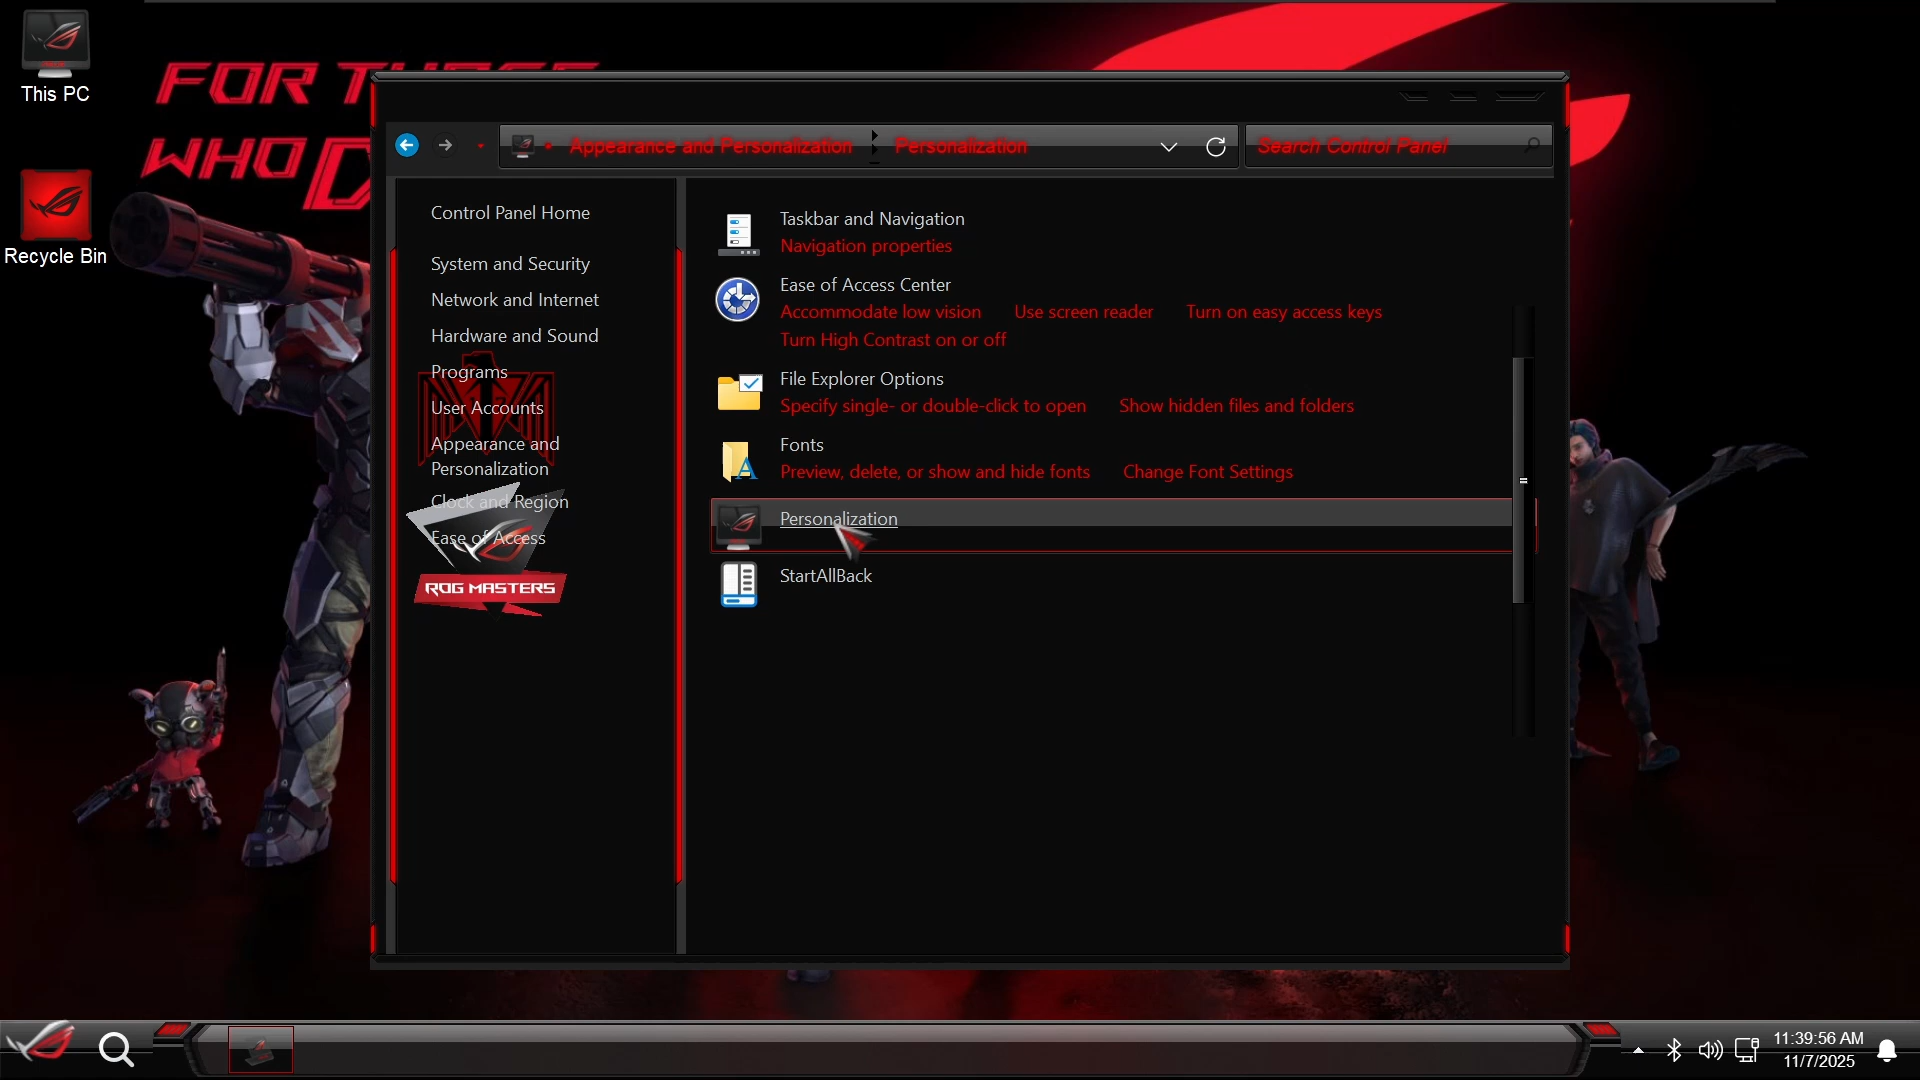 This PC
Recycle Bin
FOR THOSE
WHO D
Appearance and Personalization
Personalization
Search Control Panel
Control Panel Home
System and Security
Network and Internet
Hardware and Sound
Programs
User Accounts
Appearance and
Personalization
Clock and Region
Ease of Access
ROG MASTERS
Taskbar and Navigation
Navigation properties
Ease of Access Center
Accommodate low vision Use screen reader Turn on easy access keys
Turn High Contrast on or off
File Explorer Options
Specify single- or double-click to open Show hidden files and folders
Fonts
Preview, delete, or show and hide fonts Change Font Settings
Personalization
StartAllBack
11:39:56 AM
11/7/2025